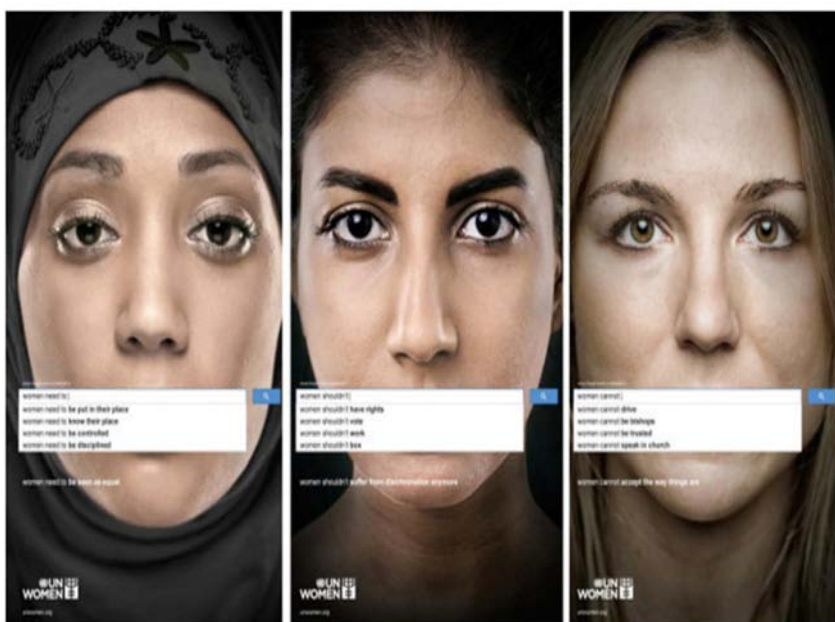 women need to
women need to be put in their place
women need to know their place
women need to be controlled
women need to be disciplined
women need to be seen as equal
UN
WOMEN
unwomen.org
women shouldn't
women shouldn't have rights
women shouldn't vote
women shouldn't work
women shouldn't box
women shouldn't suffer from discrimination anymore
UN
WOMEN
women cannot
women cannot drive
women cannot be bishops
women cannot be trusted
women cannot speak in church
women cannot accept the way things are
UN
WOMEN
unwomen.org